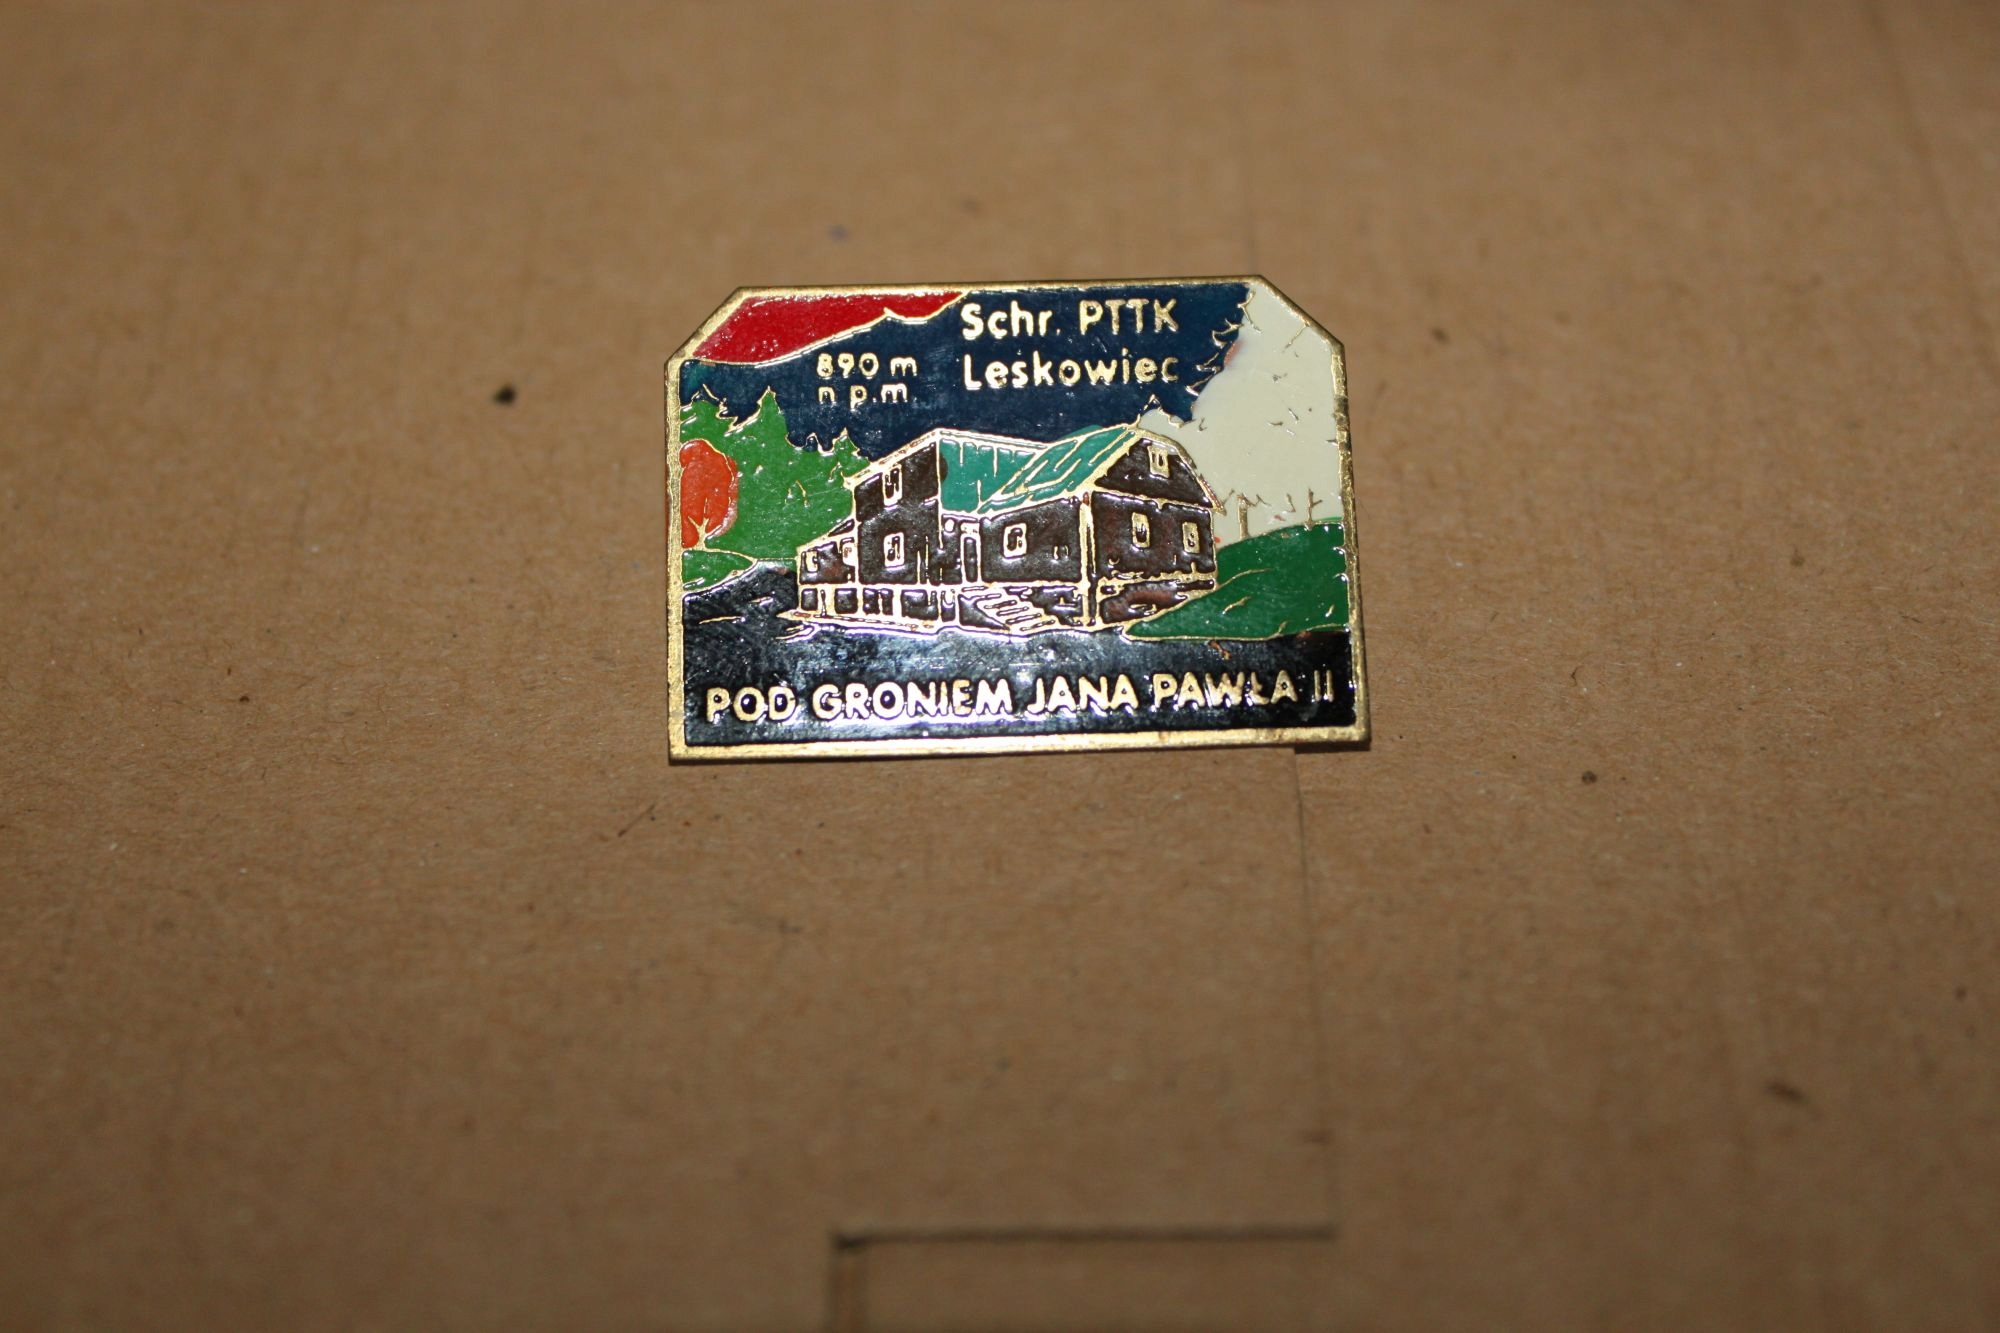 Schr. PTTK
Leskowiec
890 m
n p.m.
POD GRONIEM JANA PAWŁA II